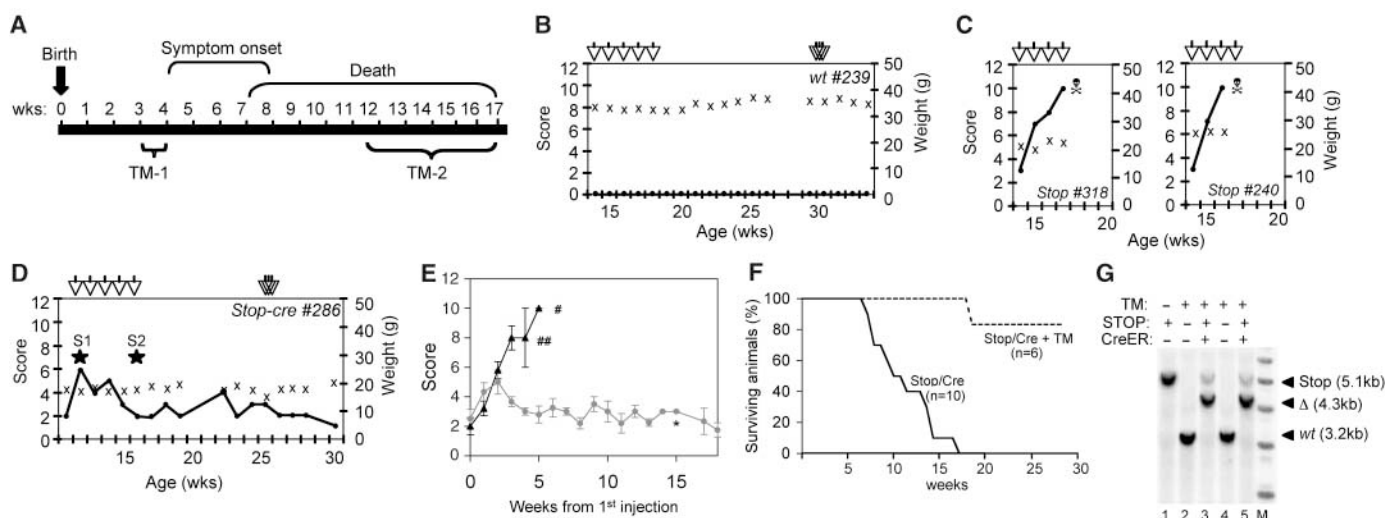 A
Birth
Symptom onset
Death
wks: 0 1 2 3 4 5 6 7 8 9 10 11 12 13 14 15 16 17
TM-1
TM-2
B
wt #239
Score
12
10
8
6
4
2
0
15 20 25 30
Age (wks)
50
40
30
20
10
0
Weight (g)
C
Score
12
10
8
6
4
2
0
Stop #318
15 20
50
40
30
20
10
0
12
10
8
6
4
2
0
Stop #240
15 20
50
40
30
20
10
0
Weight (g)
Age (wks)
D
Stop-cre #286
S1 S2
Score
12
10
8
6
4
2
0
15 20 25 30
Age (wks)
50
40
30
20
10
0
Weight (g)
E
Score
12
10
8
6
4
2
0
#
##
*
0 5 10 15
Weeks from 1st injection
F
Surviving animals (%)
100
80
60
40
20
0
Stop/Cre + TM
(n=6)
Stop/Cre
(n=10)
5 10 15 20 25 30
weeks
G
TM: - + + + +
STOP: + - + - +
CreER: - - + - +
Stop (5.1kb)
Δ (4.3kb)
wt (3.2kb)
1 2 3 4 5 M